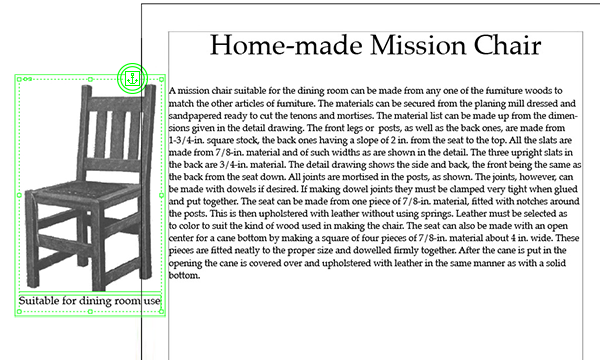 Home-made Mission Chair
A mission chair suitable for the dining room can be made from any one of the furniture woods to
match the other articles of furniture. The materials can be secured from the planing mill dressed and
sandpapered ready to cut the tenons and mortises. The material list can be made up from the dimen-
sions given in the detail drawing. The front legs or posts, as well as the back ones, are made from
1-3/4-in. square stock, the back ones having a slope of 2 in. from the seat to the top. All the slats are
made from 7/8-in. material and of such widths as are shown in the detail. The three upright slats in
the back are 3/4-in. material. The detail drawing shows the side and back, the front being the same as
the back from the seat down. All joints are mortised in the posts, as shown. The joints, however, can
be made with dowels if desired. If making dowel joints they must be clamped very tight when glued
and put together. The seat can be made from one piece of 7/8-in. material, fitted with notches around
the posts. This is then upholstered with leather without using springs. Leather must be selected as
to color to suit the kind of wood used in making the chair. The seat can also be made with an open
center for a cane bottom by making a square of four pieces of 7/8-in. material about 4 in. wide. These
pieces are fitted neatly to the proper size and dowelled firmly together. After the cane is put in the
opening the cane is covered over and upholstered with leather in the same manner as with a solid
bottom.
Suitable for dining room use